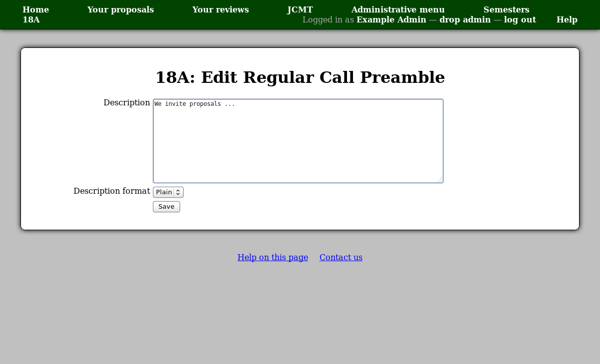 Home Your proposals Your reviews JCMT Administrative menu Semesters
18A Logged in as Example Admin — drop admin — log out Help
18A: Edit Regular Call Preamble
Description We invite proposals ...
Description format Plain
Save
Help on this page Contact us